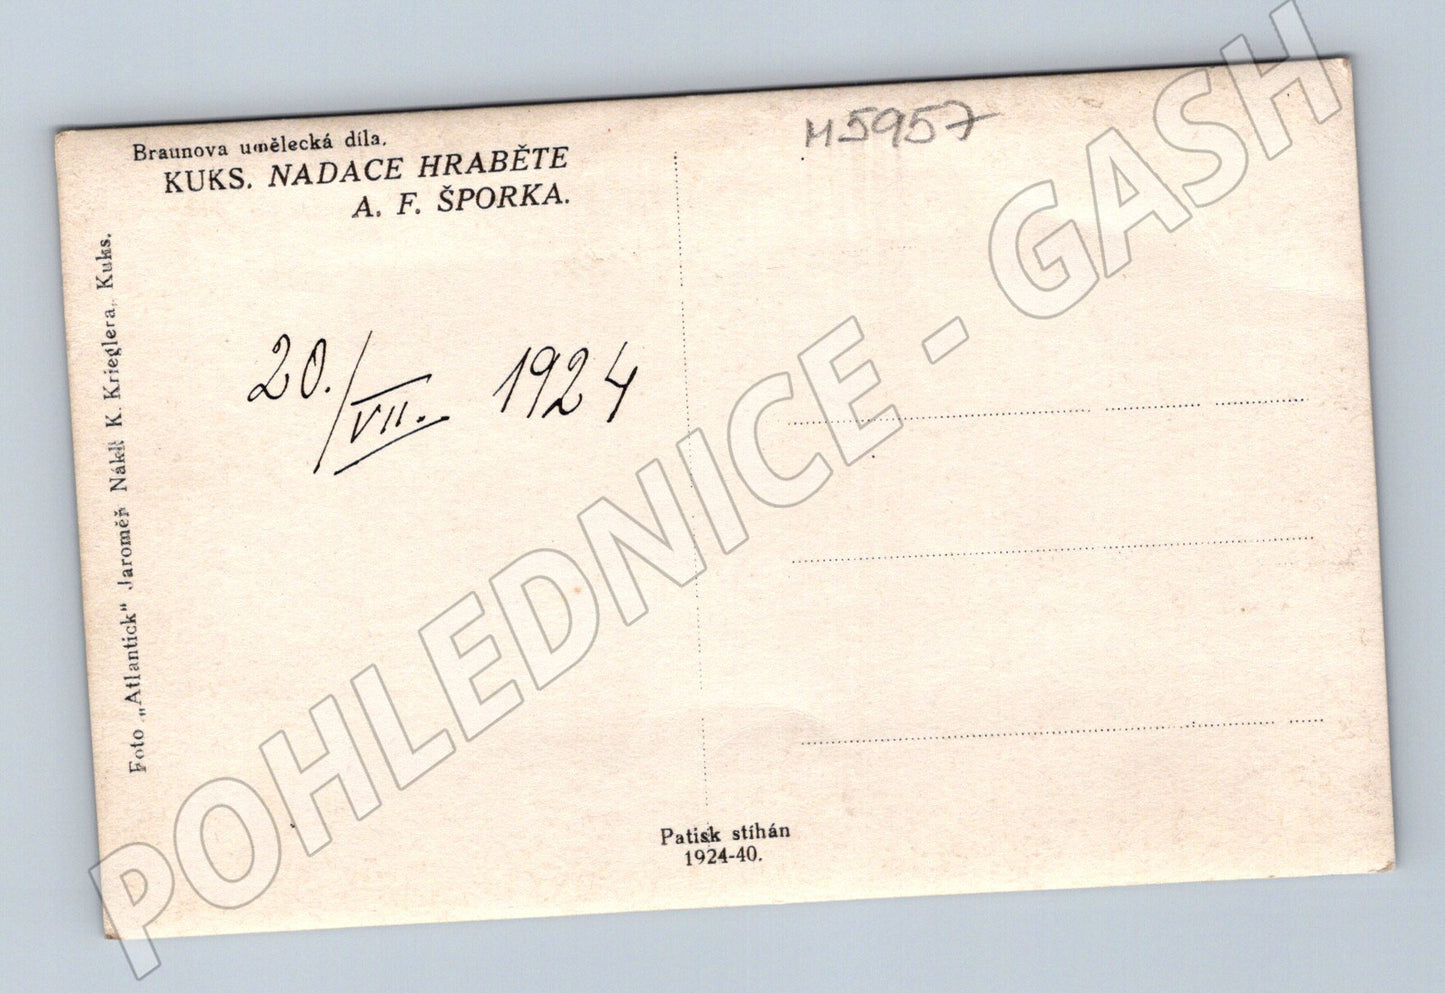 Braunova umělecká díla.
KUKS. NADACE HRABĚTE
A. F. ŠPORKA.
M5957
20./VII. 1924
Foto „Atlantick" Jaroměř Nákl. K. Krieglera, Kuks.
Patisk stíhán
1924-40.
POHLEDNICE - GASH